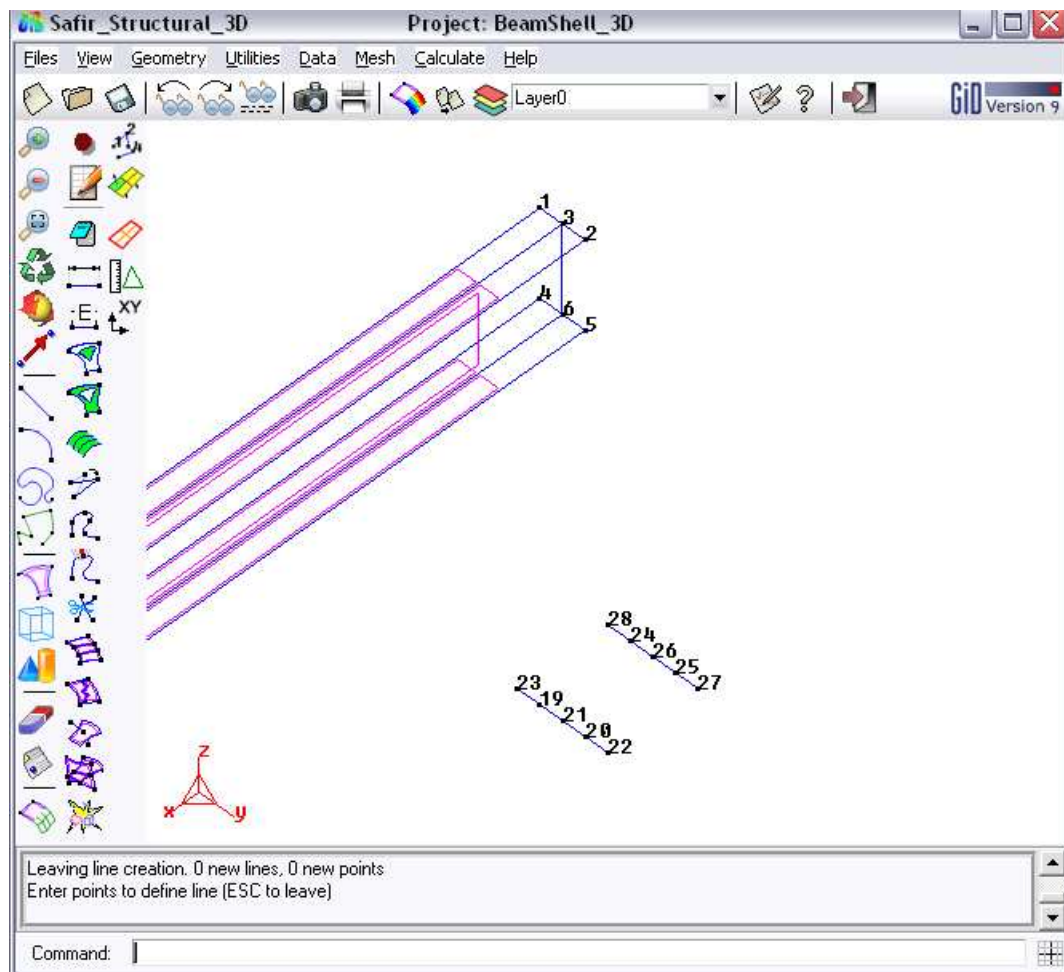 Safir_Structural_3D Project: BeamShell_3D
Files View Geometry Utilities Data Mesh Calculate Help
Layer0 GiD Version 9
2
E
XY
1
3
2
4
6
5
28
24
26
25
27
23
19
21
20
22
z
x y
Leaving line creation. 0 new lines, 0 new points
Enter points to define line (ESC to leave)
Command: